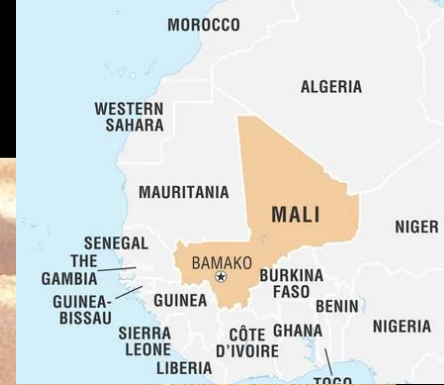 MOROCCO
ALGERIA
WESTERN
SAHARA
MAURITANIA
MALI
NIGER
SENEGAL
THE
GAMBIA
BAMAKO
BURKINA
FASO
GUINEA-
BISSAU
GUINEA
BENIN
SIERRA
LEONE
CÔTE
D'IVOIRE
GHANA
NIGERIA
LIBERIA
TOGO